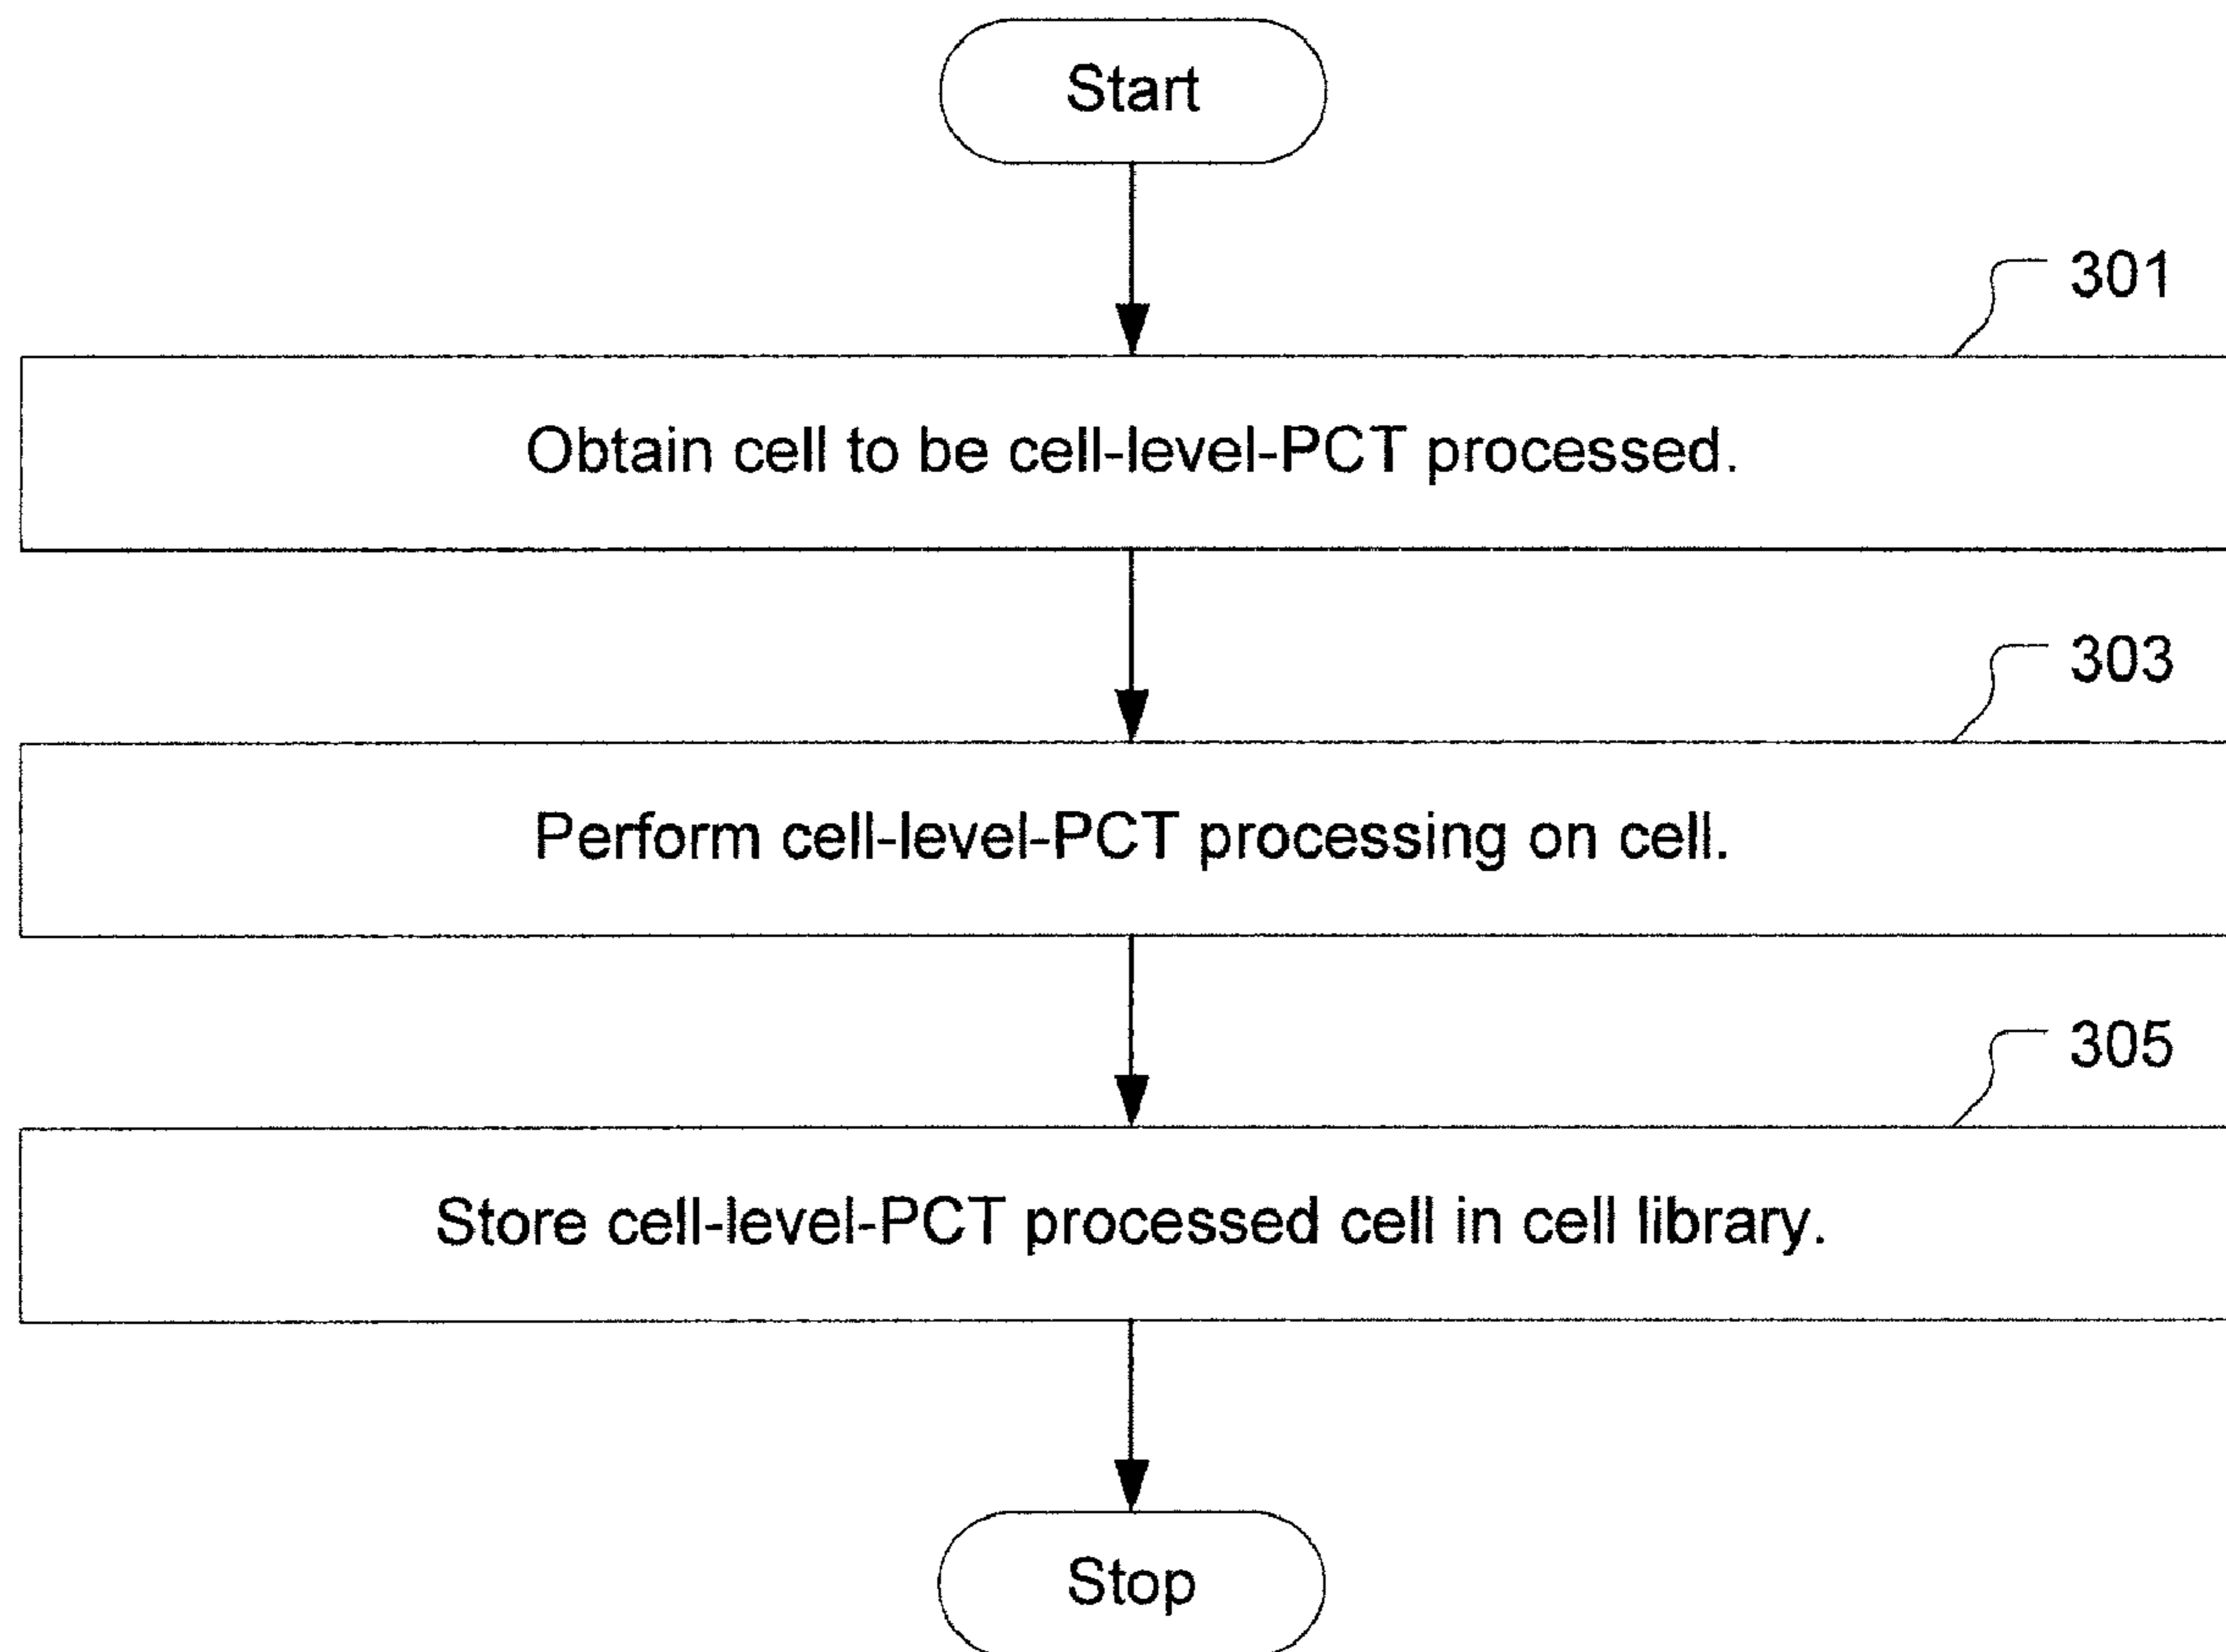 Start
301
Obtain cell to be cell-level-PCT processed.
303
Perform cell-level-PCT processing on cell.
305
Store cell-level-PCT processed cell in cell library.
Stop